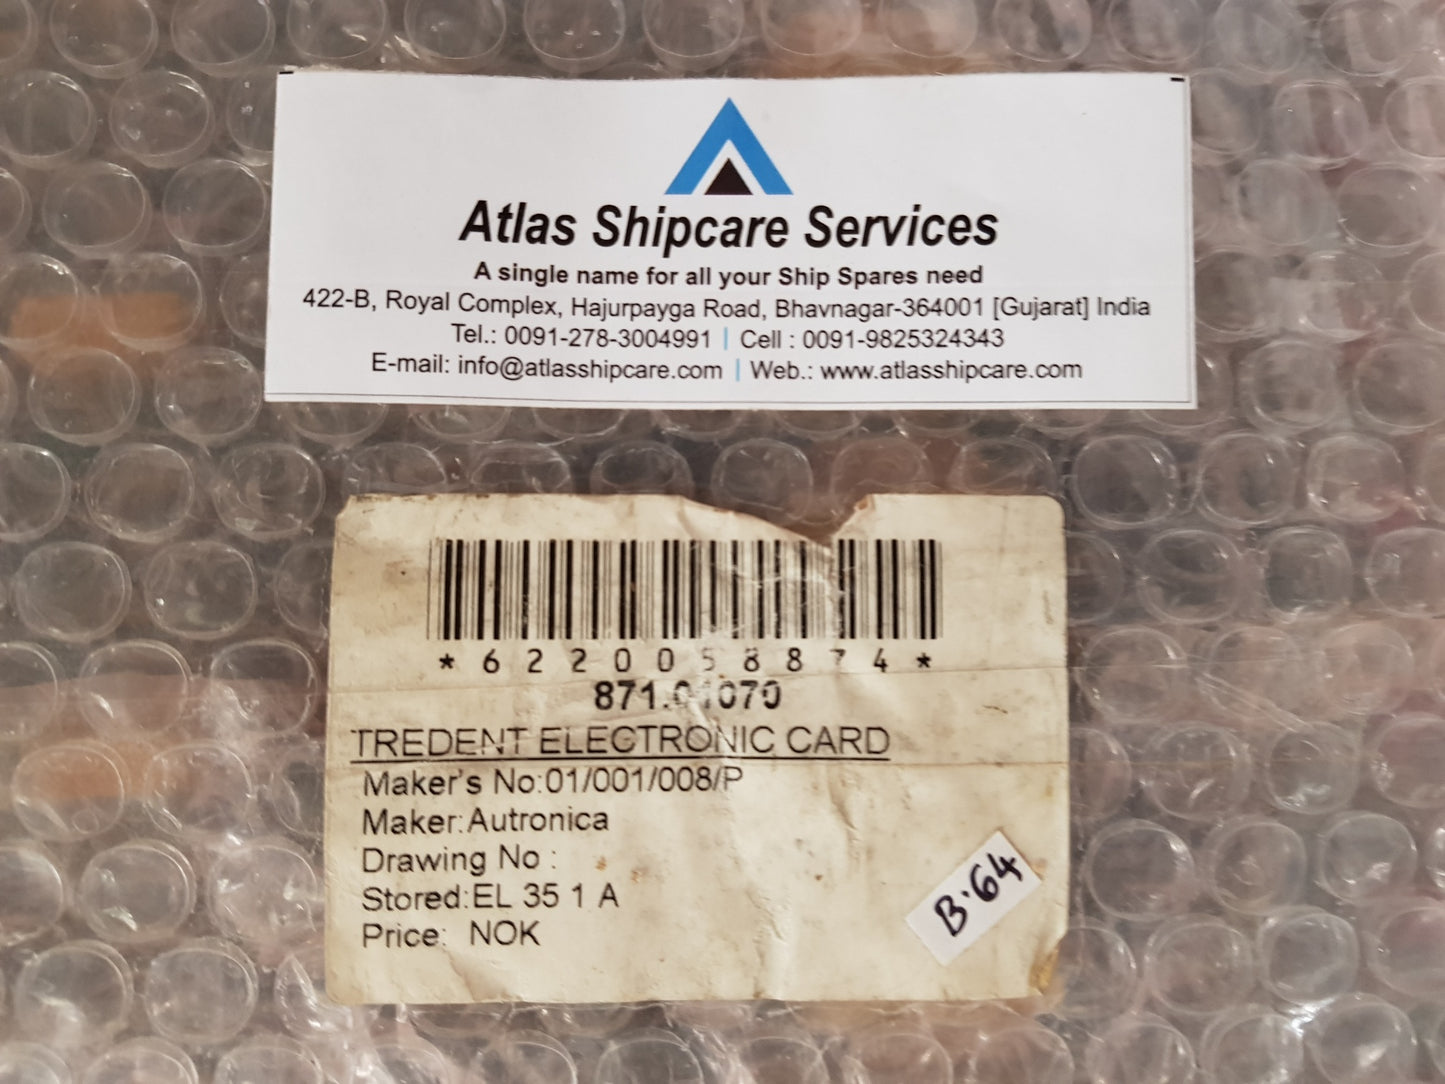 Atlas Shipcare Services
A single name for all your Ship Spares need
422-B, Royal Complex, Hajurpayga Road, Bhavnagar-364001 [Gujarat] India
Tel.: 0091-278-3004991 | Cell : 0091-9825324343
E-mail: info@atlasshipcare.com | Web.: www.atlasshipcare.com
*6220058874*
871.01070
TREDENT ELECTRONIC CARD
Maker's No:01/001/008/P
Maker:Autronica
Drawing No :
Stored:EL 35 1 A
Price: NOK
B·64